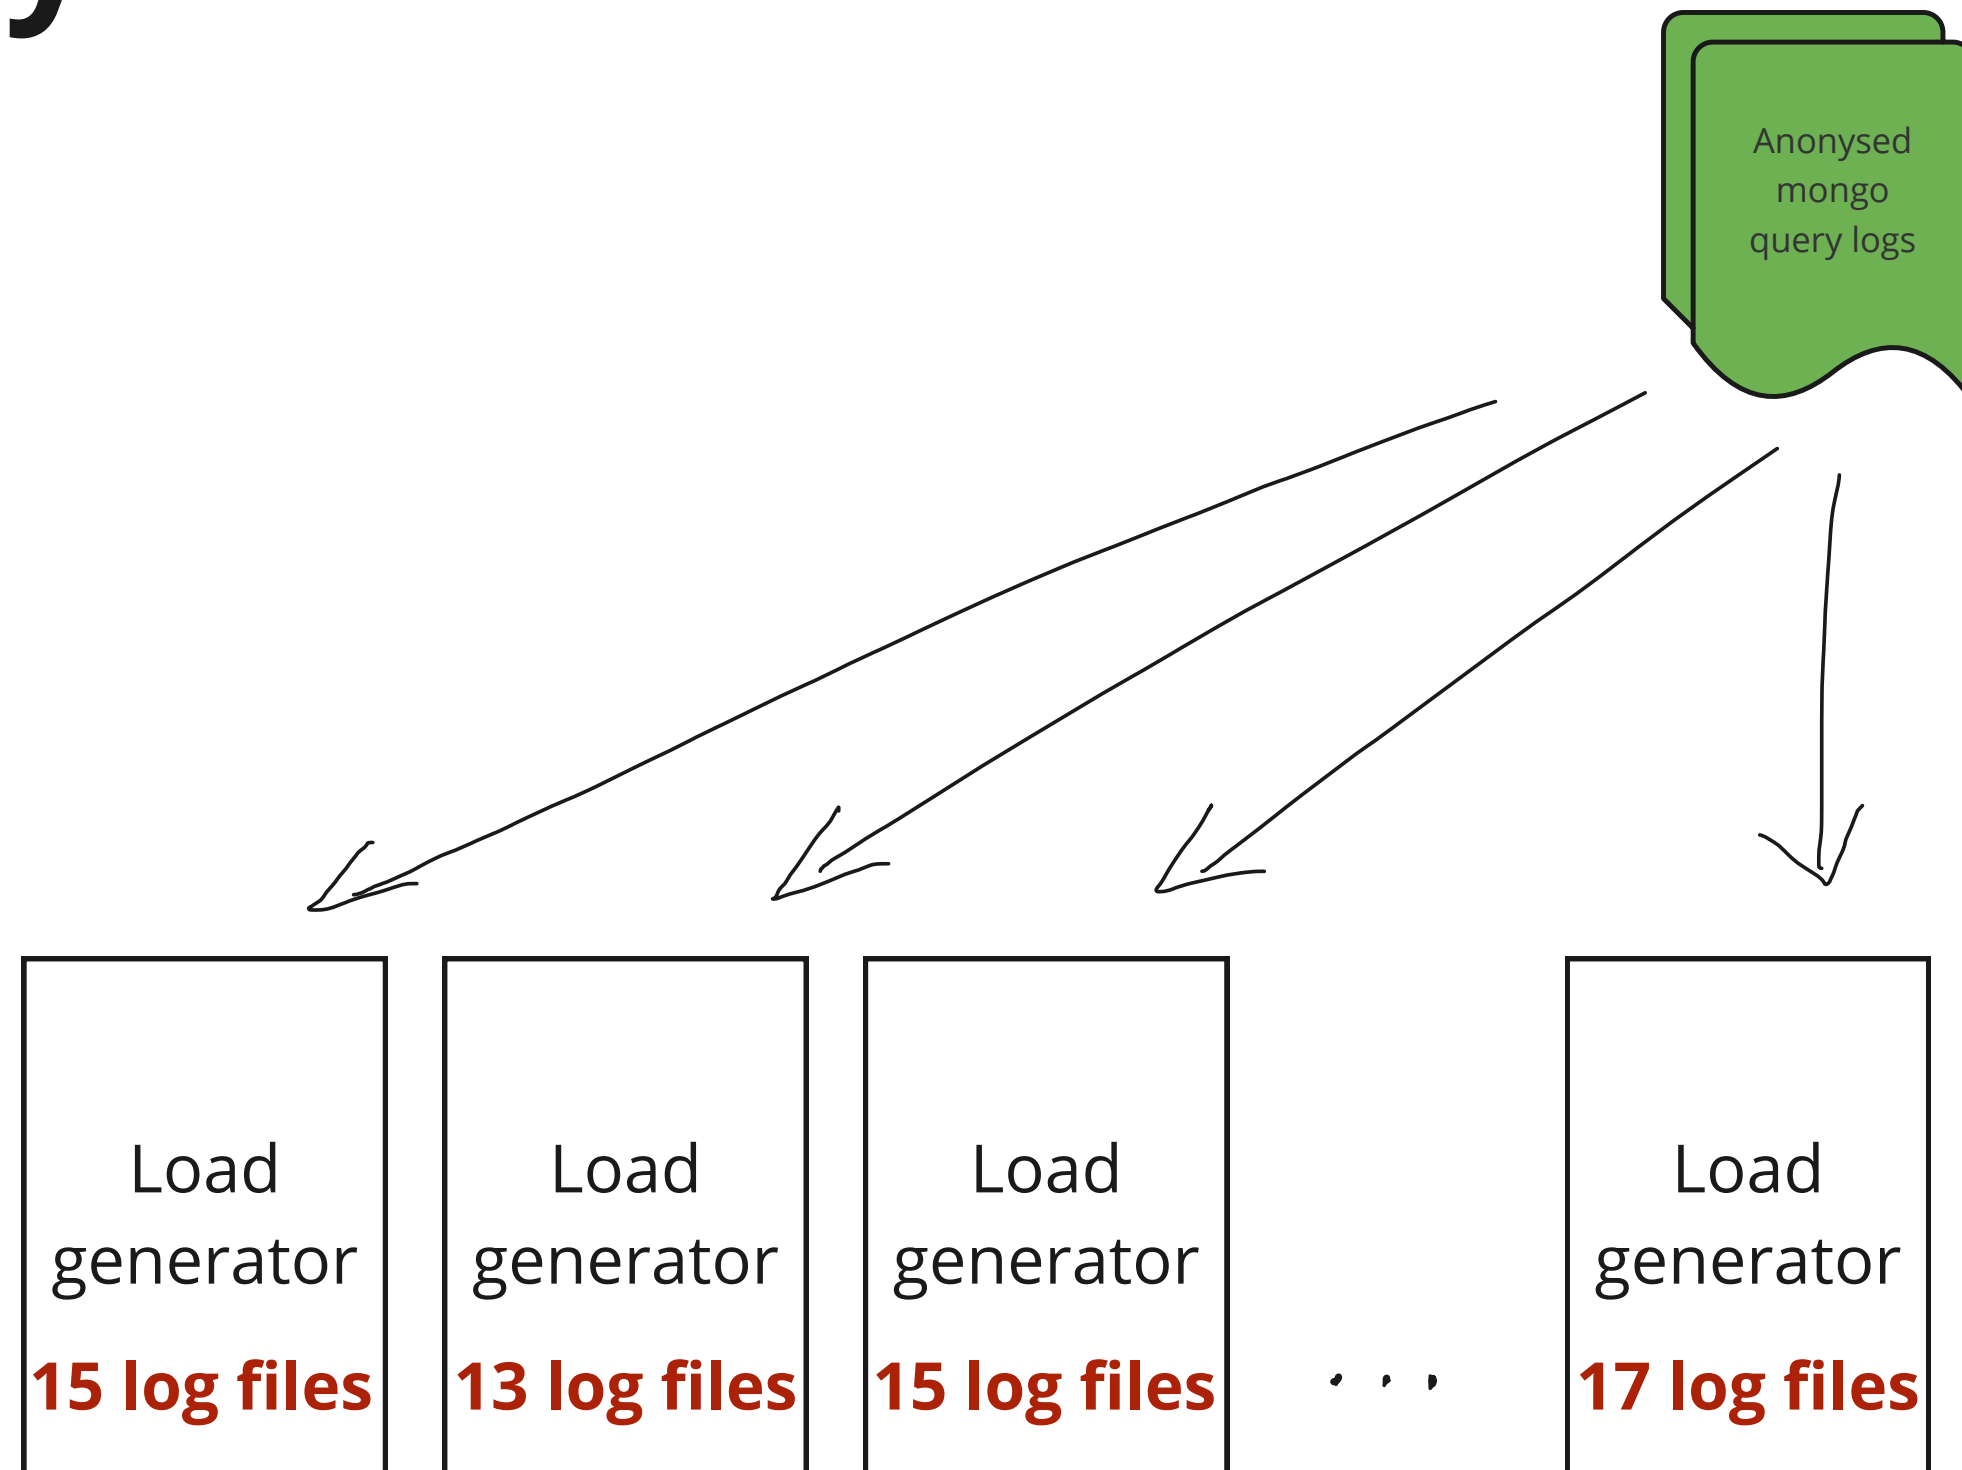 Anonysed
mongo
query logs
Load
generator
15 log files
Load
generator
13 log files
Load
generator
15 log files
. . .
Load
generator
17 log files